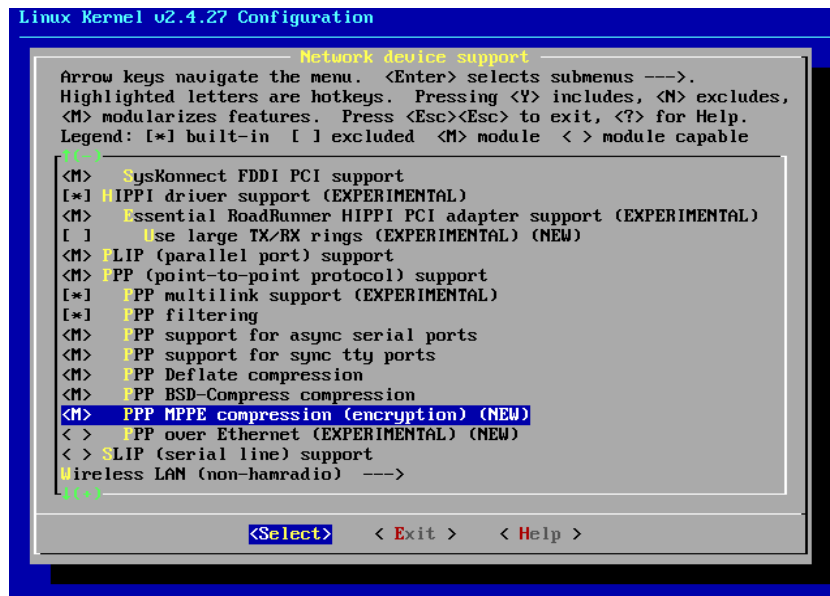 Linux Kernel v2.4.27 Configuration
Network device support
Arrow keys navigate the menu. <Enter> selects submenus --->.
Highlighted letters are hotkeys. Pressing <Y> includes, <N> excludes,
<M> modularizes features. Press <Esc><Esc> to exit, <?> for Help.
Legend: [*] built-in [ ] excluded <M> module < > module capable
↑(-)
<M> SysKonnect FDDI PCI support
[*] HIPPI driver support (EXPERIMENTAL)
<M> Essential RoadRunner HIPPI PCI adapter support (EXPERIMENTAL)
[ ] Use large TX/RX rings (EXPERIMENTAL) (NEW)
<M> PLIP (parallel port) support
<M> PPP (point-to-point protocol) support
[*] PPP multilink support (EXPERIMENTAL)
[*] PPP filtering
<M> PPP support for async serial ports
<M> PPP support for sync tty ports
<M> PPP Deflate compression
<M> PPP BSD-Compress compression
<M> PPP MPPE compression (encryption) (NEW)
< > PPP over Ethernet (EXPERIMENTAL) (NEW)
< > SLIP (serial line) support
Wireless LAN (non-hamradio) --->
↓(+)
<Select> < Exit > < Help >